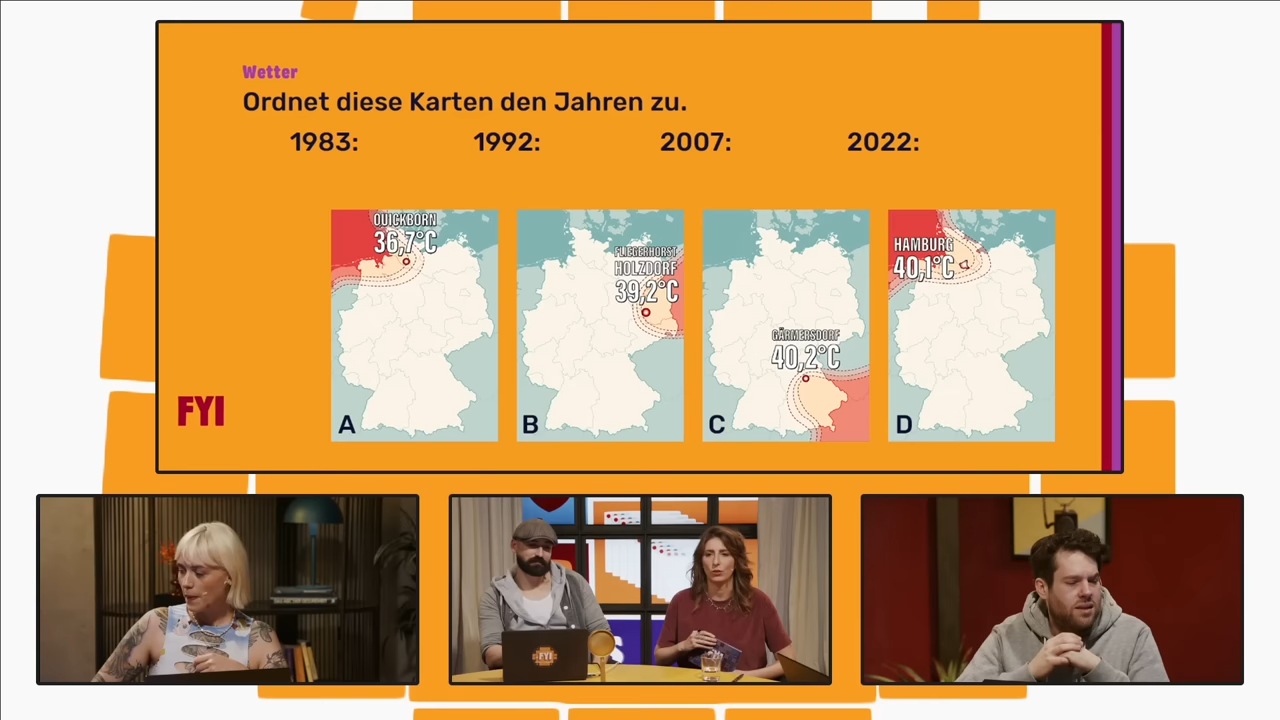 Wetter
Ordnet diese Karten den Jahren zu.
1983: 1992: 2007: 2022:
QUICKBORN
36,7°C
A
FLIEGERHORST
HOLZDORF
39,2°C
B
GÄRMERSDORF
40,2°C
C
HAMBURG
40,1°C
D
FYI
FYI